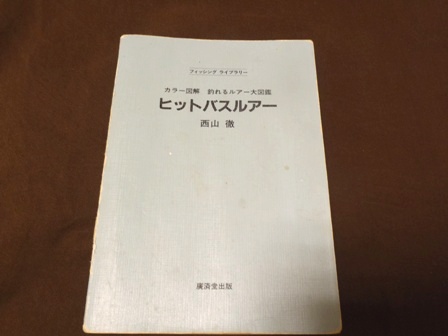 フィッシング ライブラリー
カラー図解 釣れるルアー大図鑑
ヒットバスルアー
西山 徹
廣済堂出版